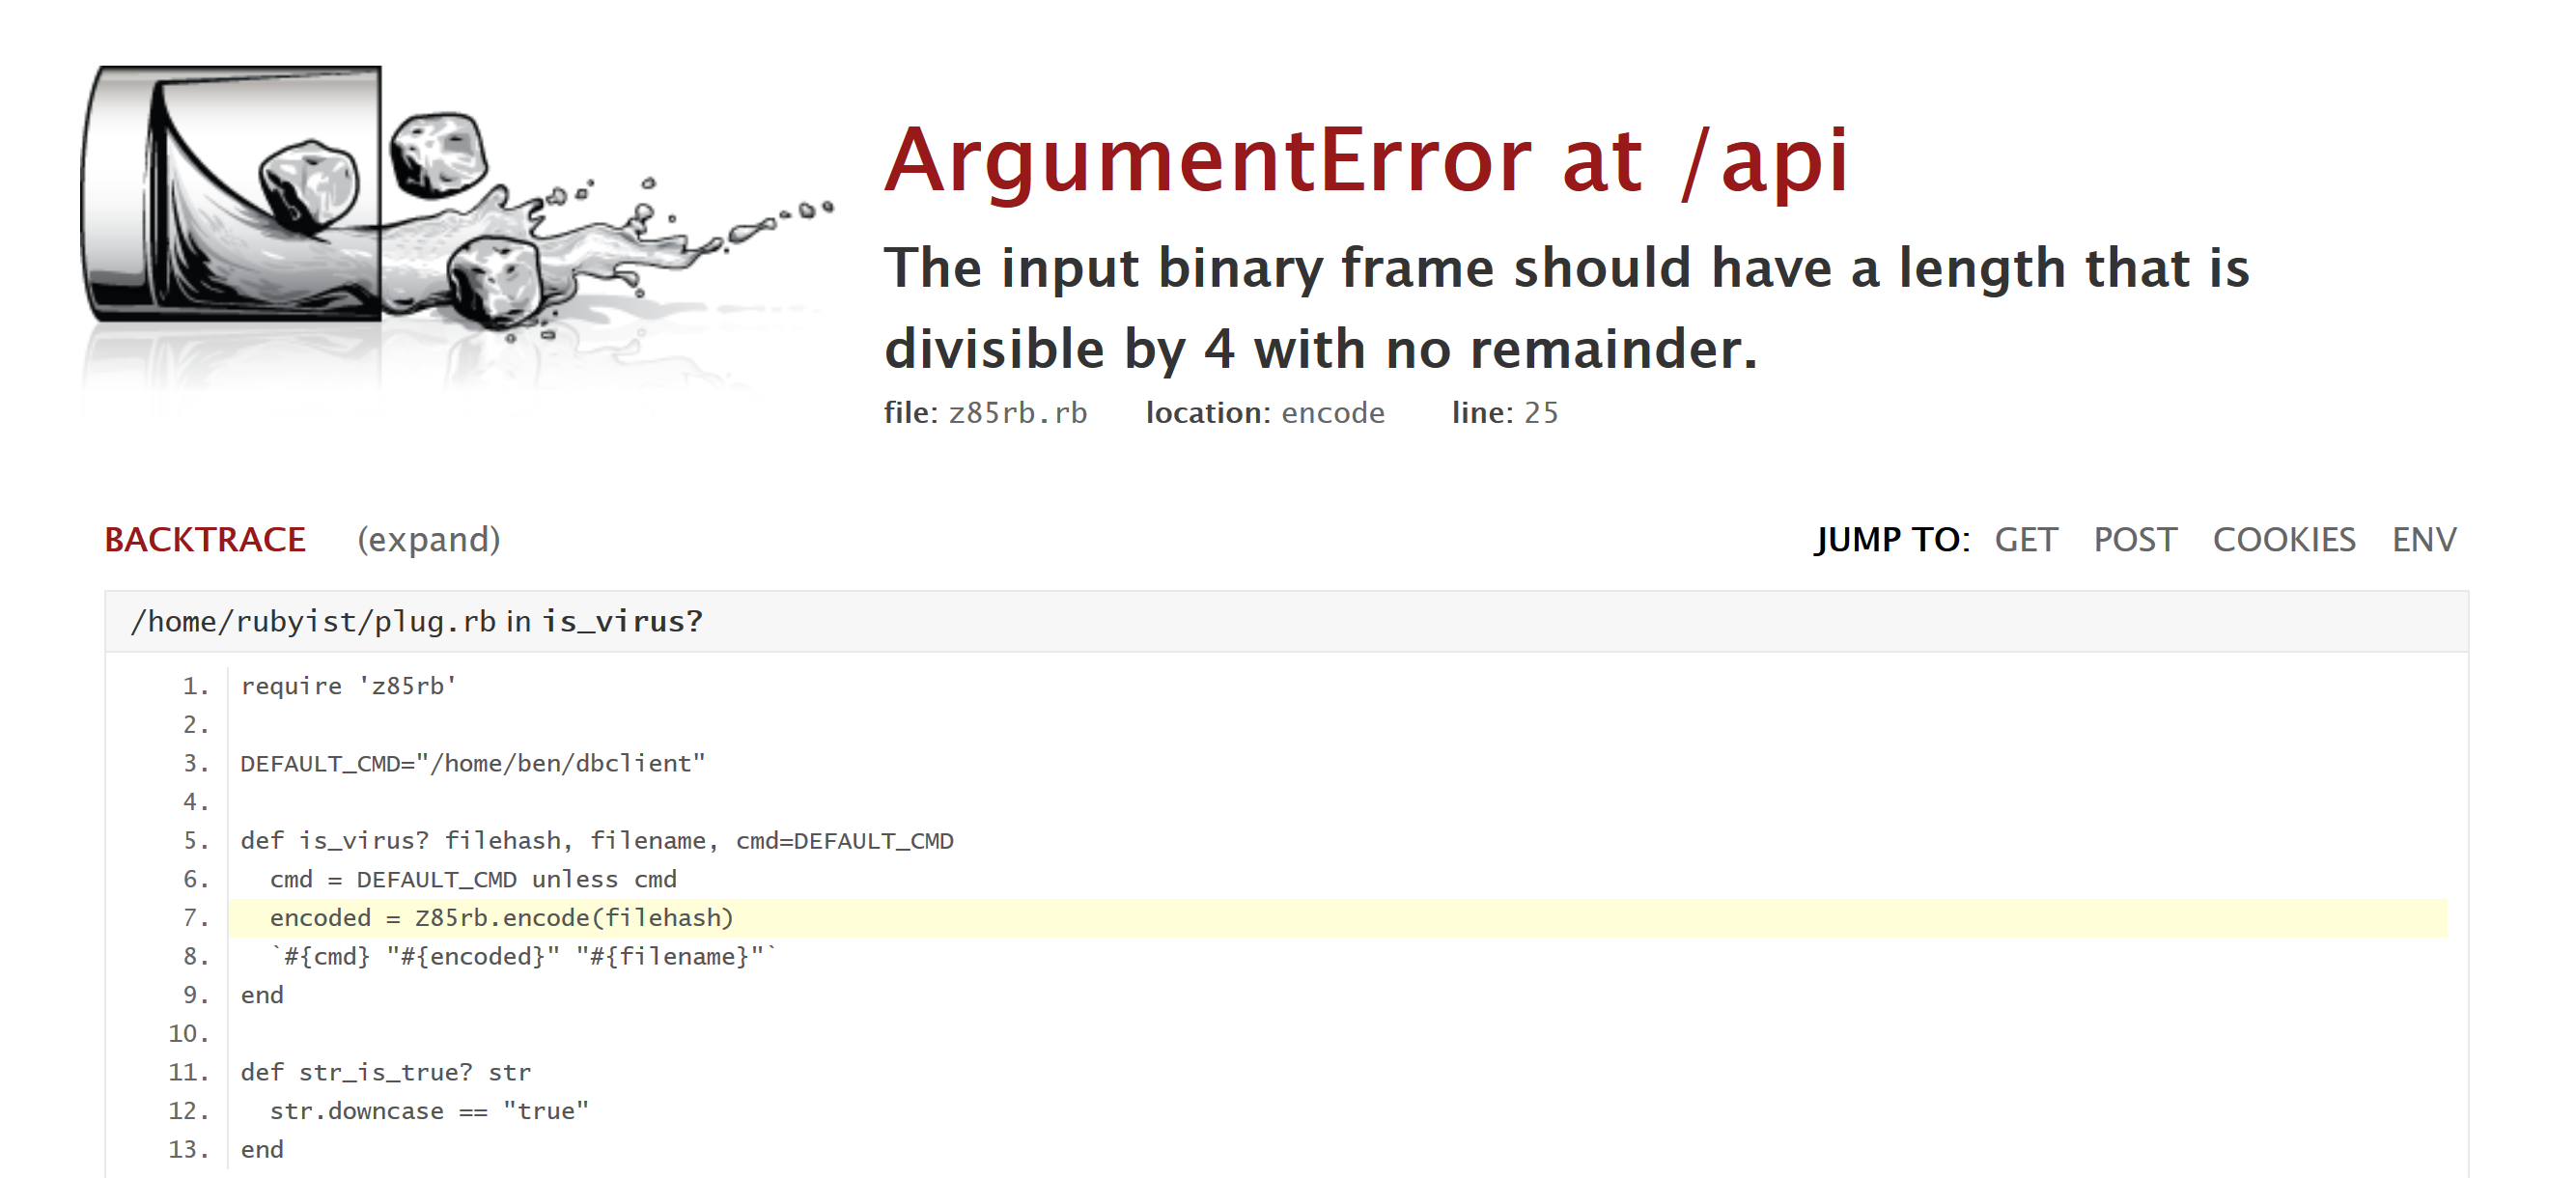 ArgumentError at /api
The input binary frame should have a length that is
divisible by 4 with no remainder.
file: z85rb.rb location: encode line: 25
BACKTRACE (expand) JUMP TO: GET POST COOKIES ENV
/home/rubyist/plug.rb in is_virus?
1. require 'z85rb'
2.
3. DEFAULT_CMD="/home/ben/dbclient"
4.
5. def is_virus? filehash, filename, cmd=DEFAULT_CMD
6.   cmd = DEFAULT_CMD unless cmd
7.   encoded = Z85rb.encode(filehash)
8.   `#{cmd} "#{encoded}" "#{filename}"`
9. end
10.
11. def str_is_true? str
12.   str.downcase == "true"
13. end